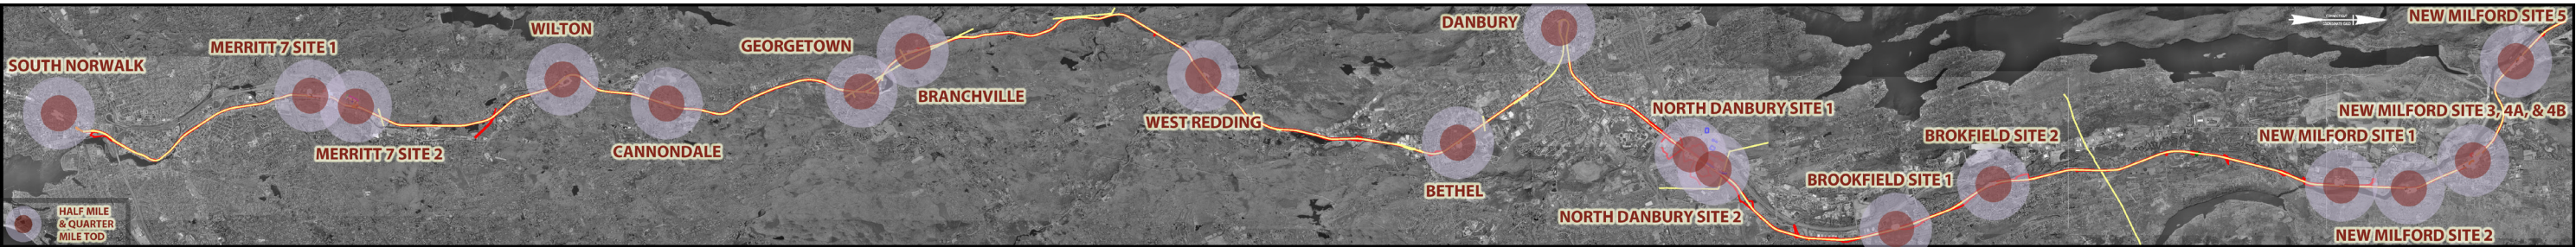 SOUTH NORWALK
MERRITT 7 SITE 1
MERRITT 7 SITE 2
WILTON
CANNONDALE
GEORGETOWN
BRANCHVILLE
WEST REDDING
DANBURY
BETHEL
NORTH DANBURY SITE 1
NORTH DANBURY SITE 2
BROOKFIELD SITE 1
BROKFIELD SITE 2
NEW MILFORD SITE 5
NEW MILFORD SITE 3, 4A, & 4B
NEW MILFORD SITE 1
NEW MILFORD SITE 2
HALF MILE
& QUARTER
MILE TOD